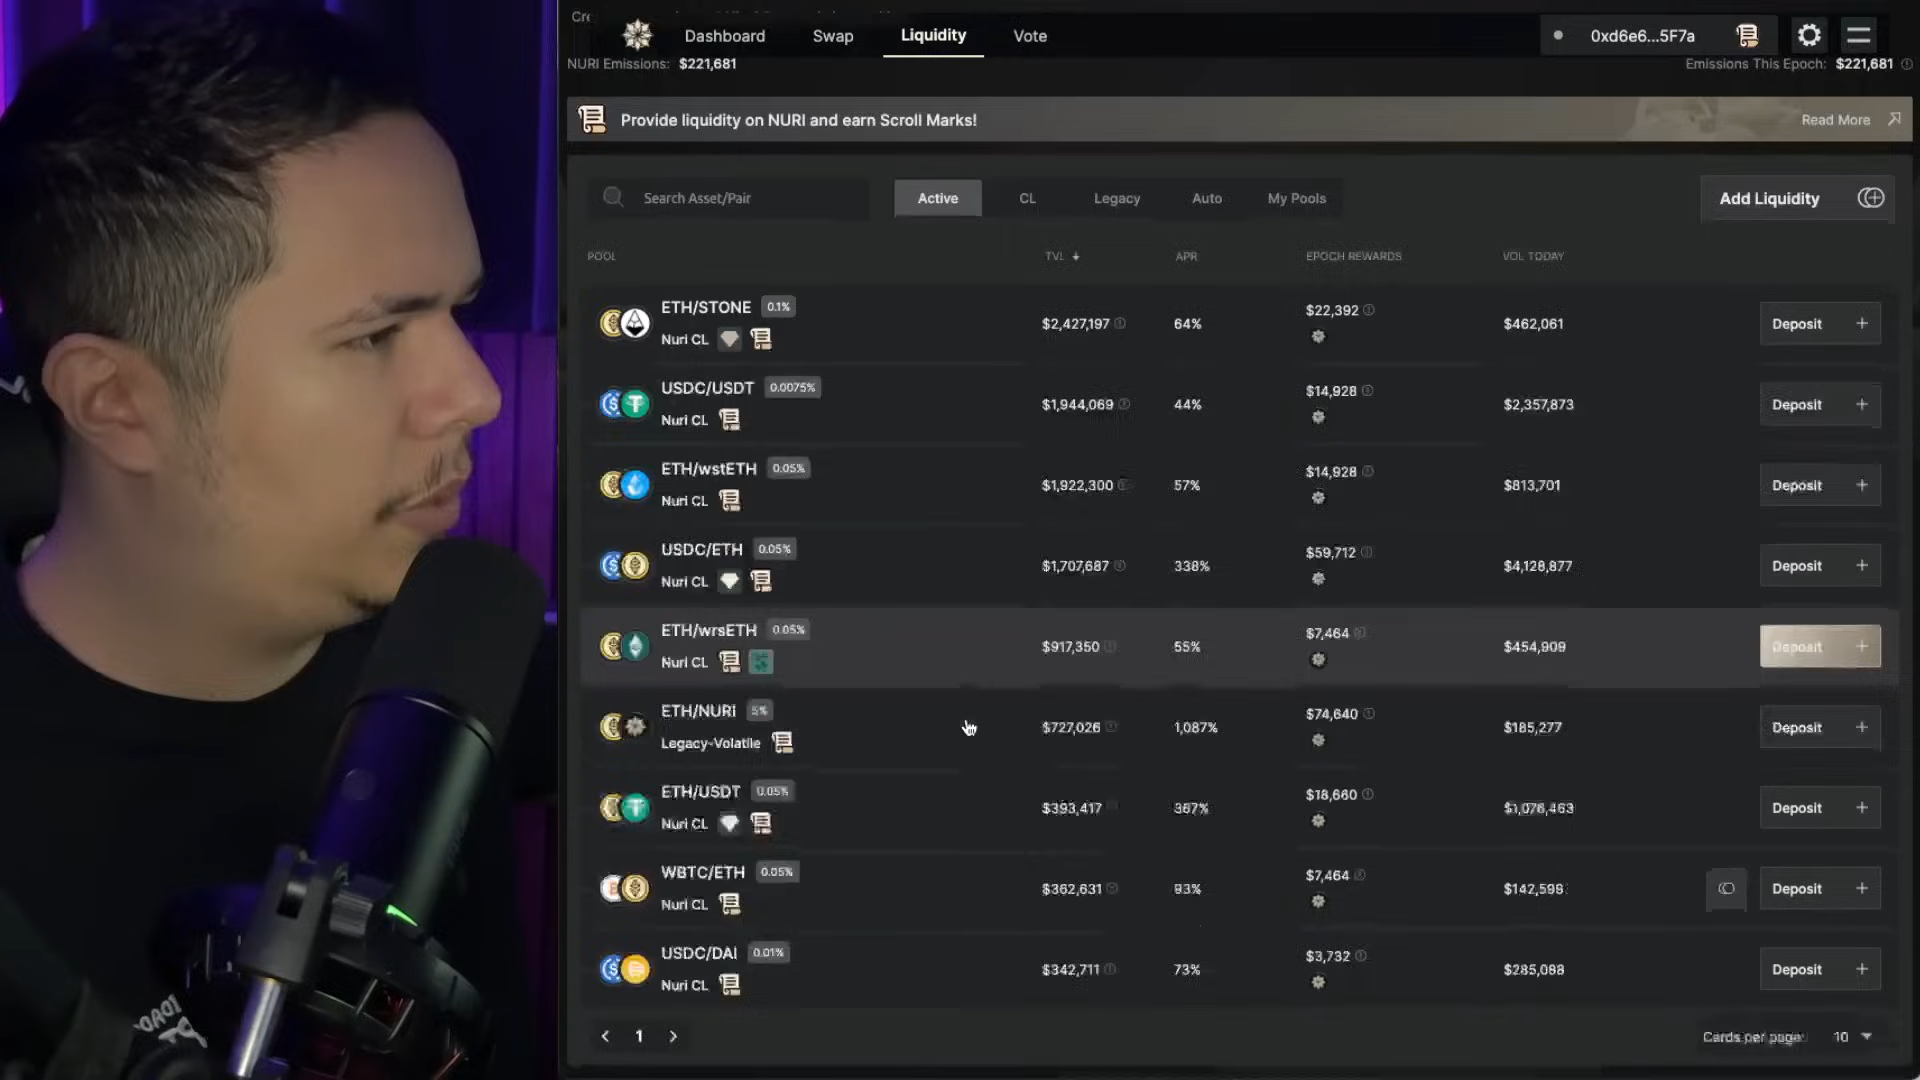 Dashboard Swap Liquidity Vote 0xd6e6...5F7a
NURI Emissions: $221,681 Emissions This Epoch: $221,681
Provide liquidity on NURI and earn Scroll Marks! Read More
Search Asset/Pair Active CL Legacy Auto My Pools Add Liquidity
POOL TVL APR EPOCH REWARDS VOL TODAY
ETH/STONE 0.1%
Nuri CL
$2,427,197 64% $22,392 $462,061 Deposit +
USDC/USDT 0.0075%
Nuri CL
$1,944,069 44% $14,928 $2,357,873 Deposit +
ETH/wstETH 0.05%
Nuri CL
$1,922,300 57% $14,928 $813,701 Deposit +
USDC/ETH 0.05%
Nuri CL
$1,707,687 338% $59,712 $4,128,877 Deposit +
ETH/wrsETH 0.05%
Nuri CL
$917,350 55% $7,464 $454,909 Deposit +
ETH/NURI 5%
Legacy-Volatile
$727,026 1,087% $74,640 $185,277 Deposit +
ETH/USDT 0.05%
Nuri CL
$393,417 $18,660 Deposit +
WBTC/ETH 0.05%
Nuri CL
$362,631 93% $7,464 $142,598 Deposit +
USDC/DAI 0.01%
Nuri CL
$342,711 73% $3,732 $285,088 Deposit +
< 1 > Cards per page: 10